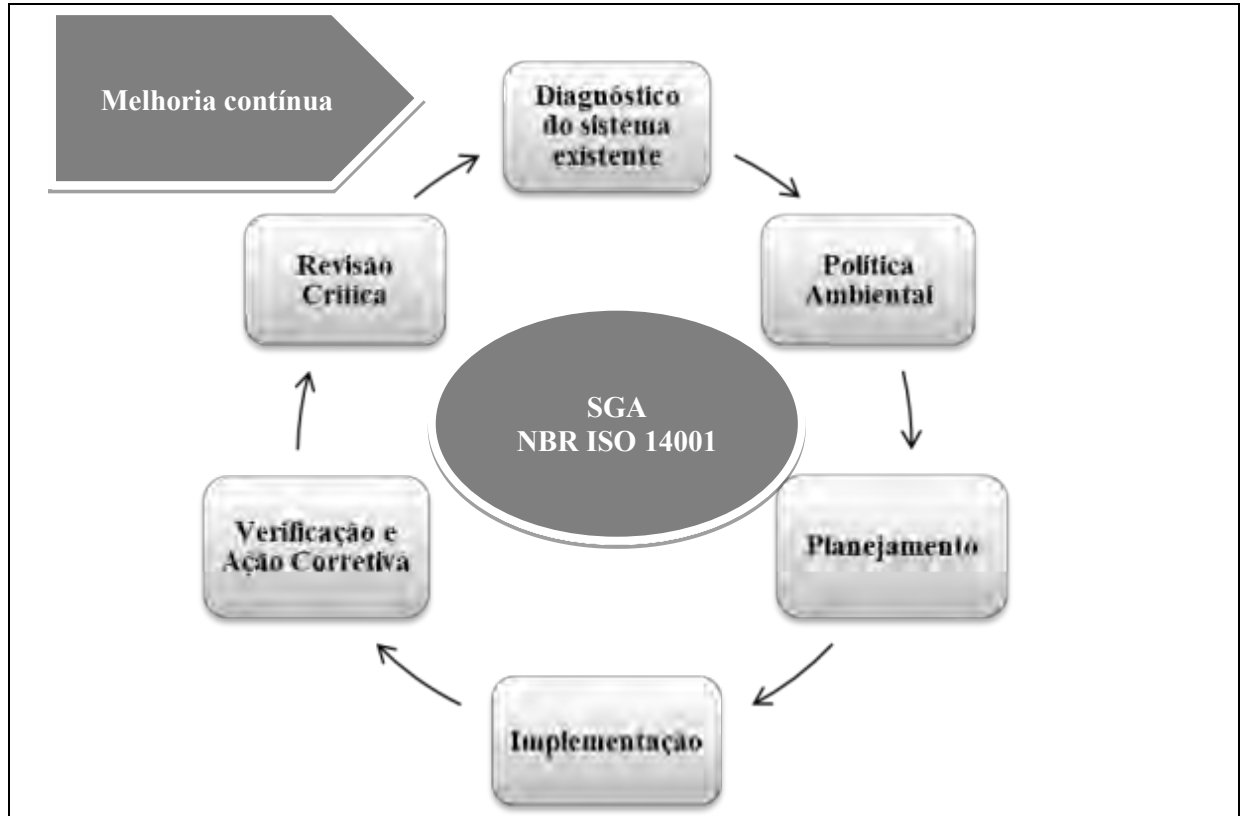 Melhoria contínua
Diagnóstico
do sistema
existente
Política
Ambiental
Planejamento
Implementação
Verificação e
Ação Corretiva
Revisão
Crítica
SGA
NBR ISO 14001